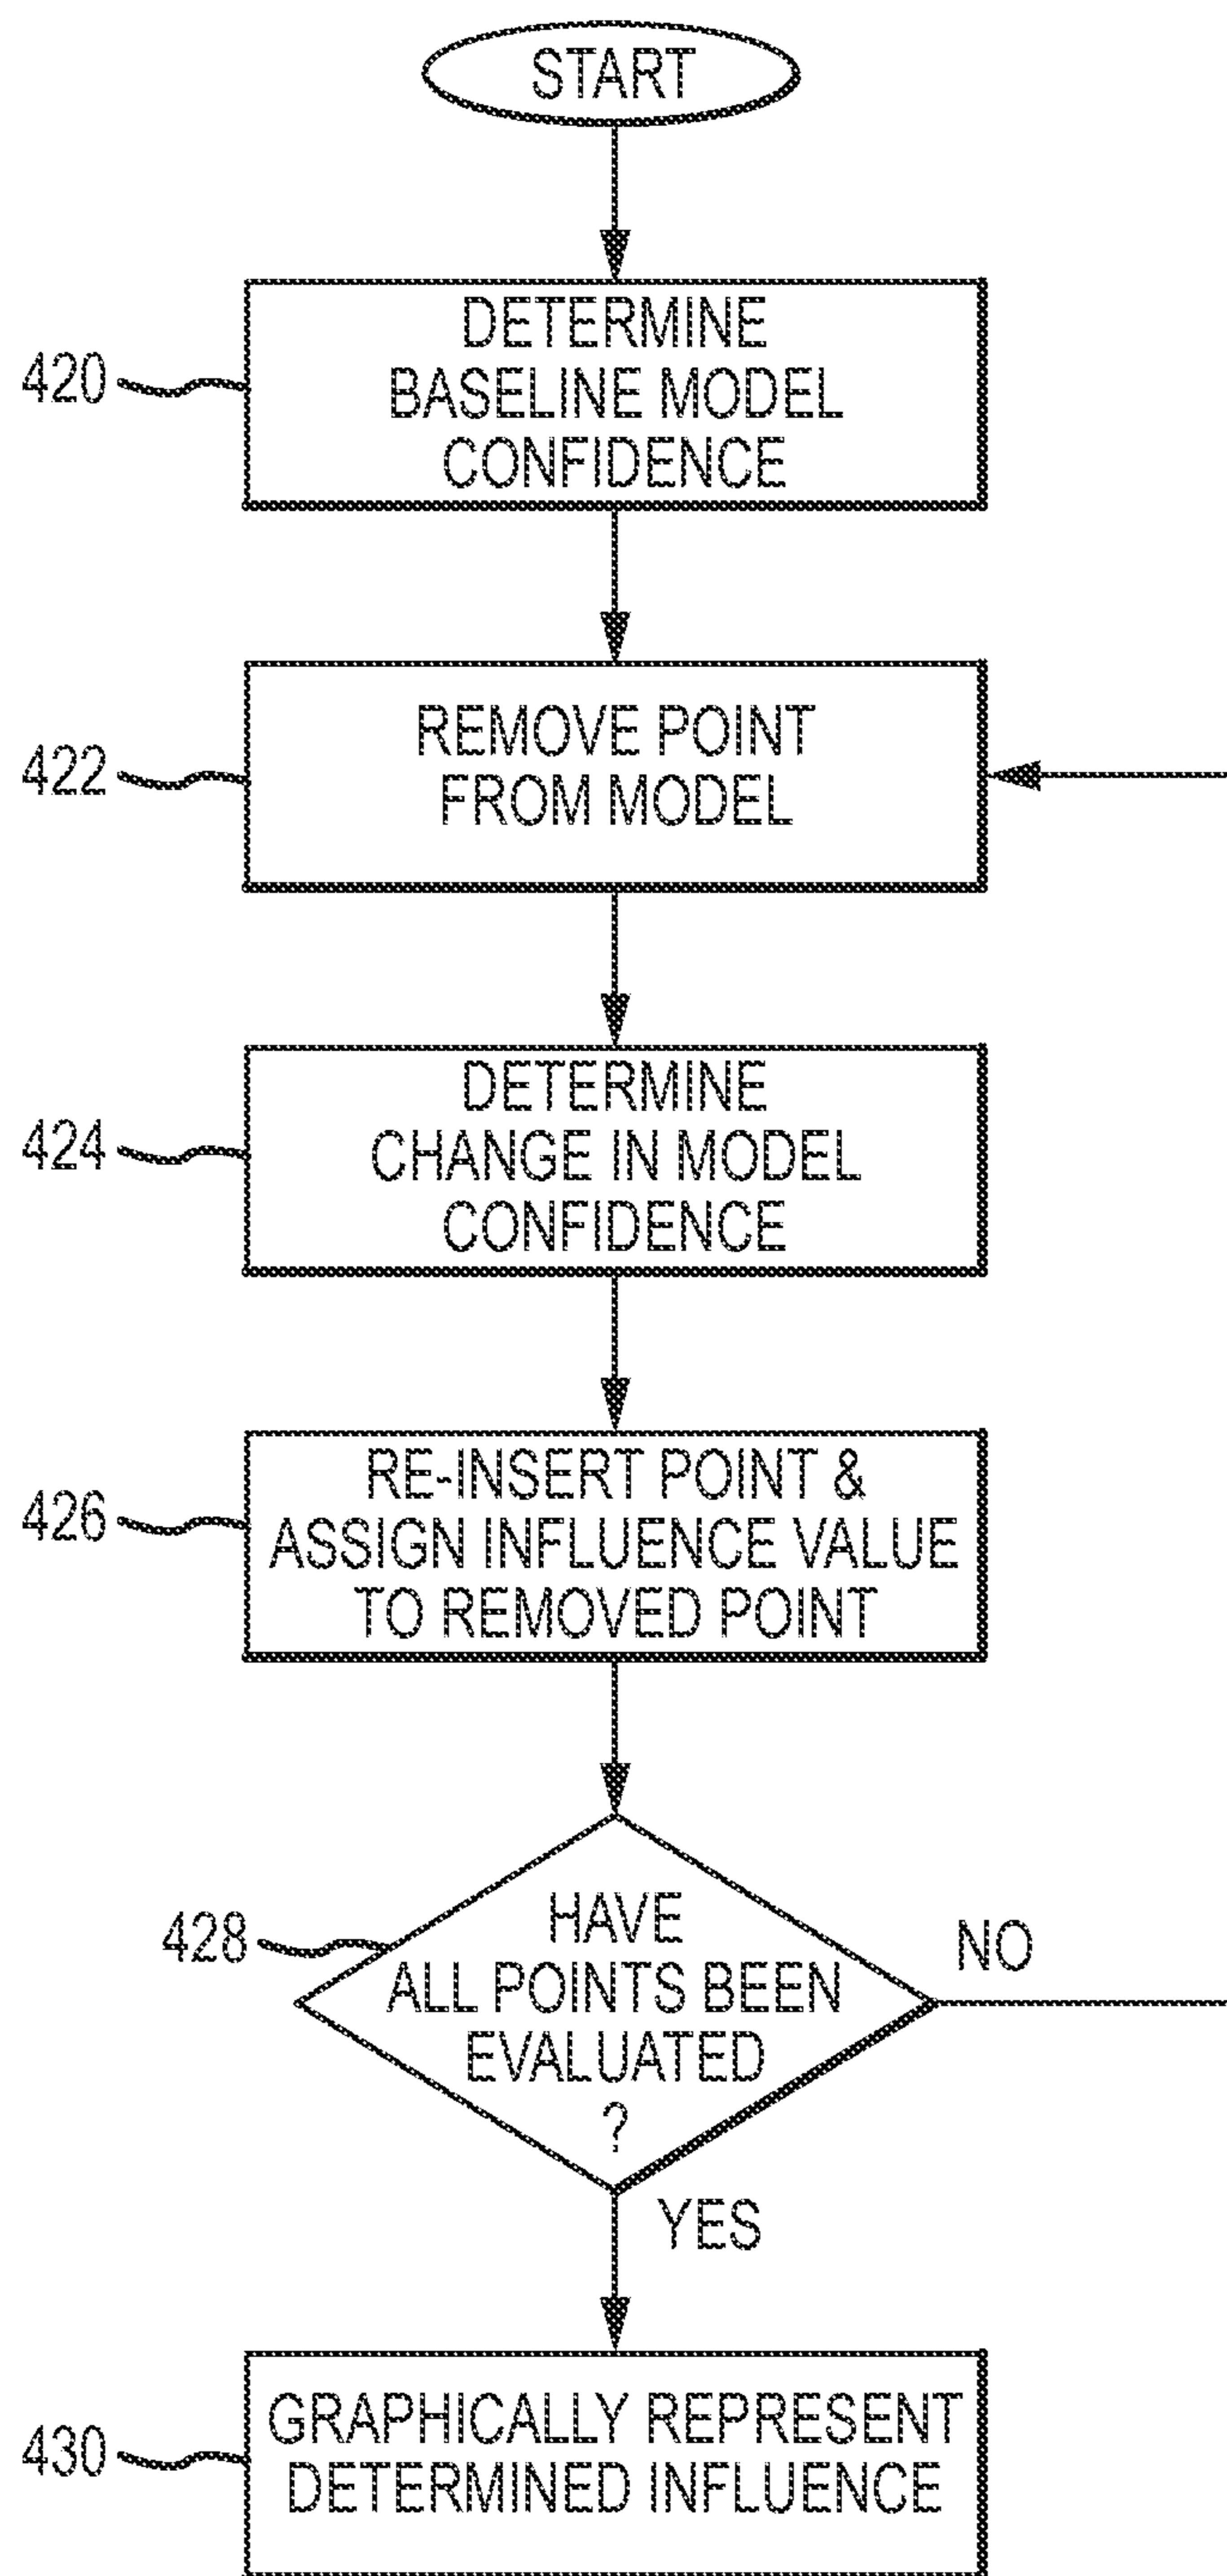 START
DETERMINE
BASELINE MODEL
CONFIDENCE
420
REMOVE POINT
FROM MODEL
422
DETERMINE
CHANGE IN MODEL
CONFIDENCE
424
RE-INSERT POINT &
ASSIGN INFLUENCE VALUE
TO REMOVED POINT
426
HAVE
ALL POINTS BEEN
EVALUATED
?
428
NO
YES
GRAPHICALLY REPRESENT
DETERMINED INFLUENCE
430